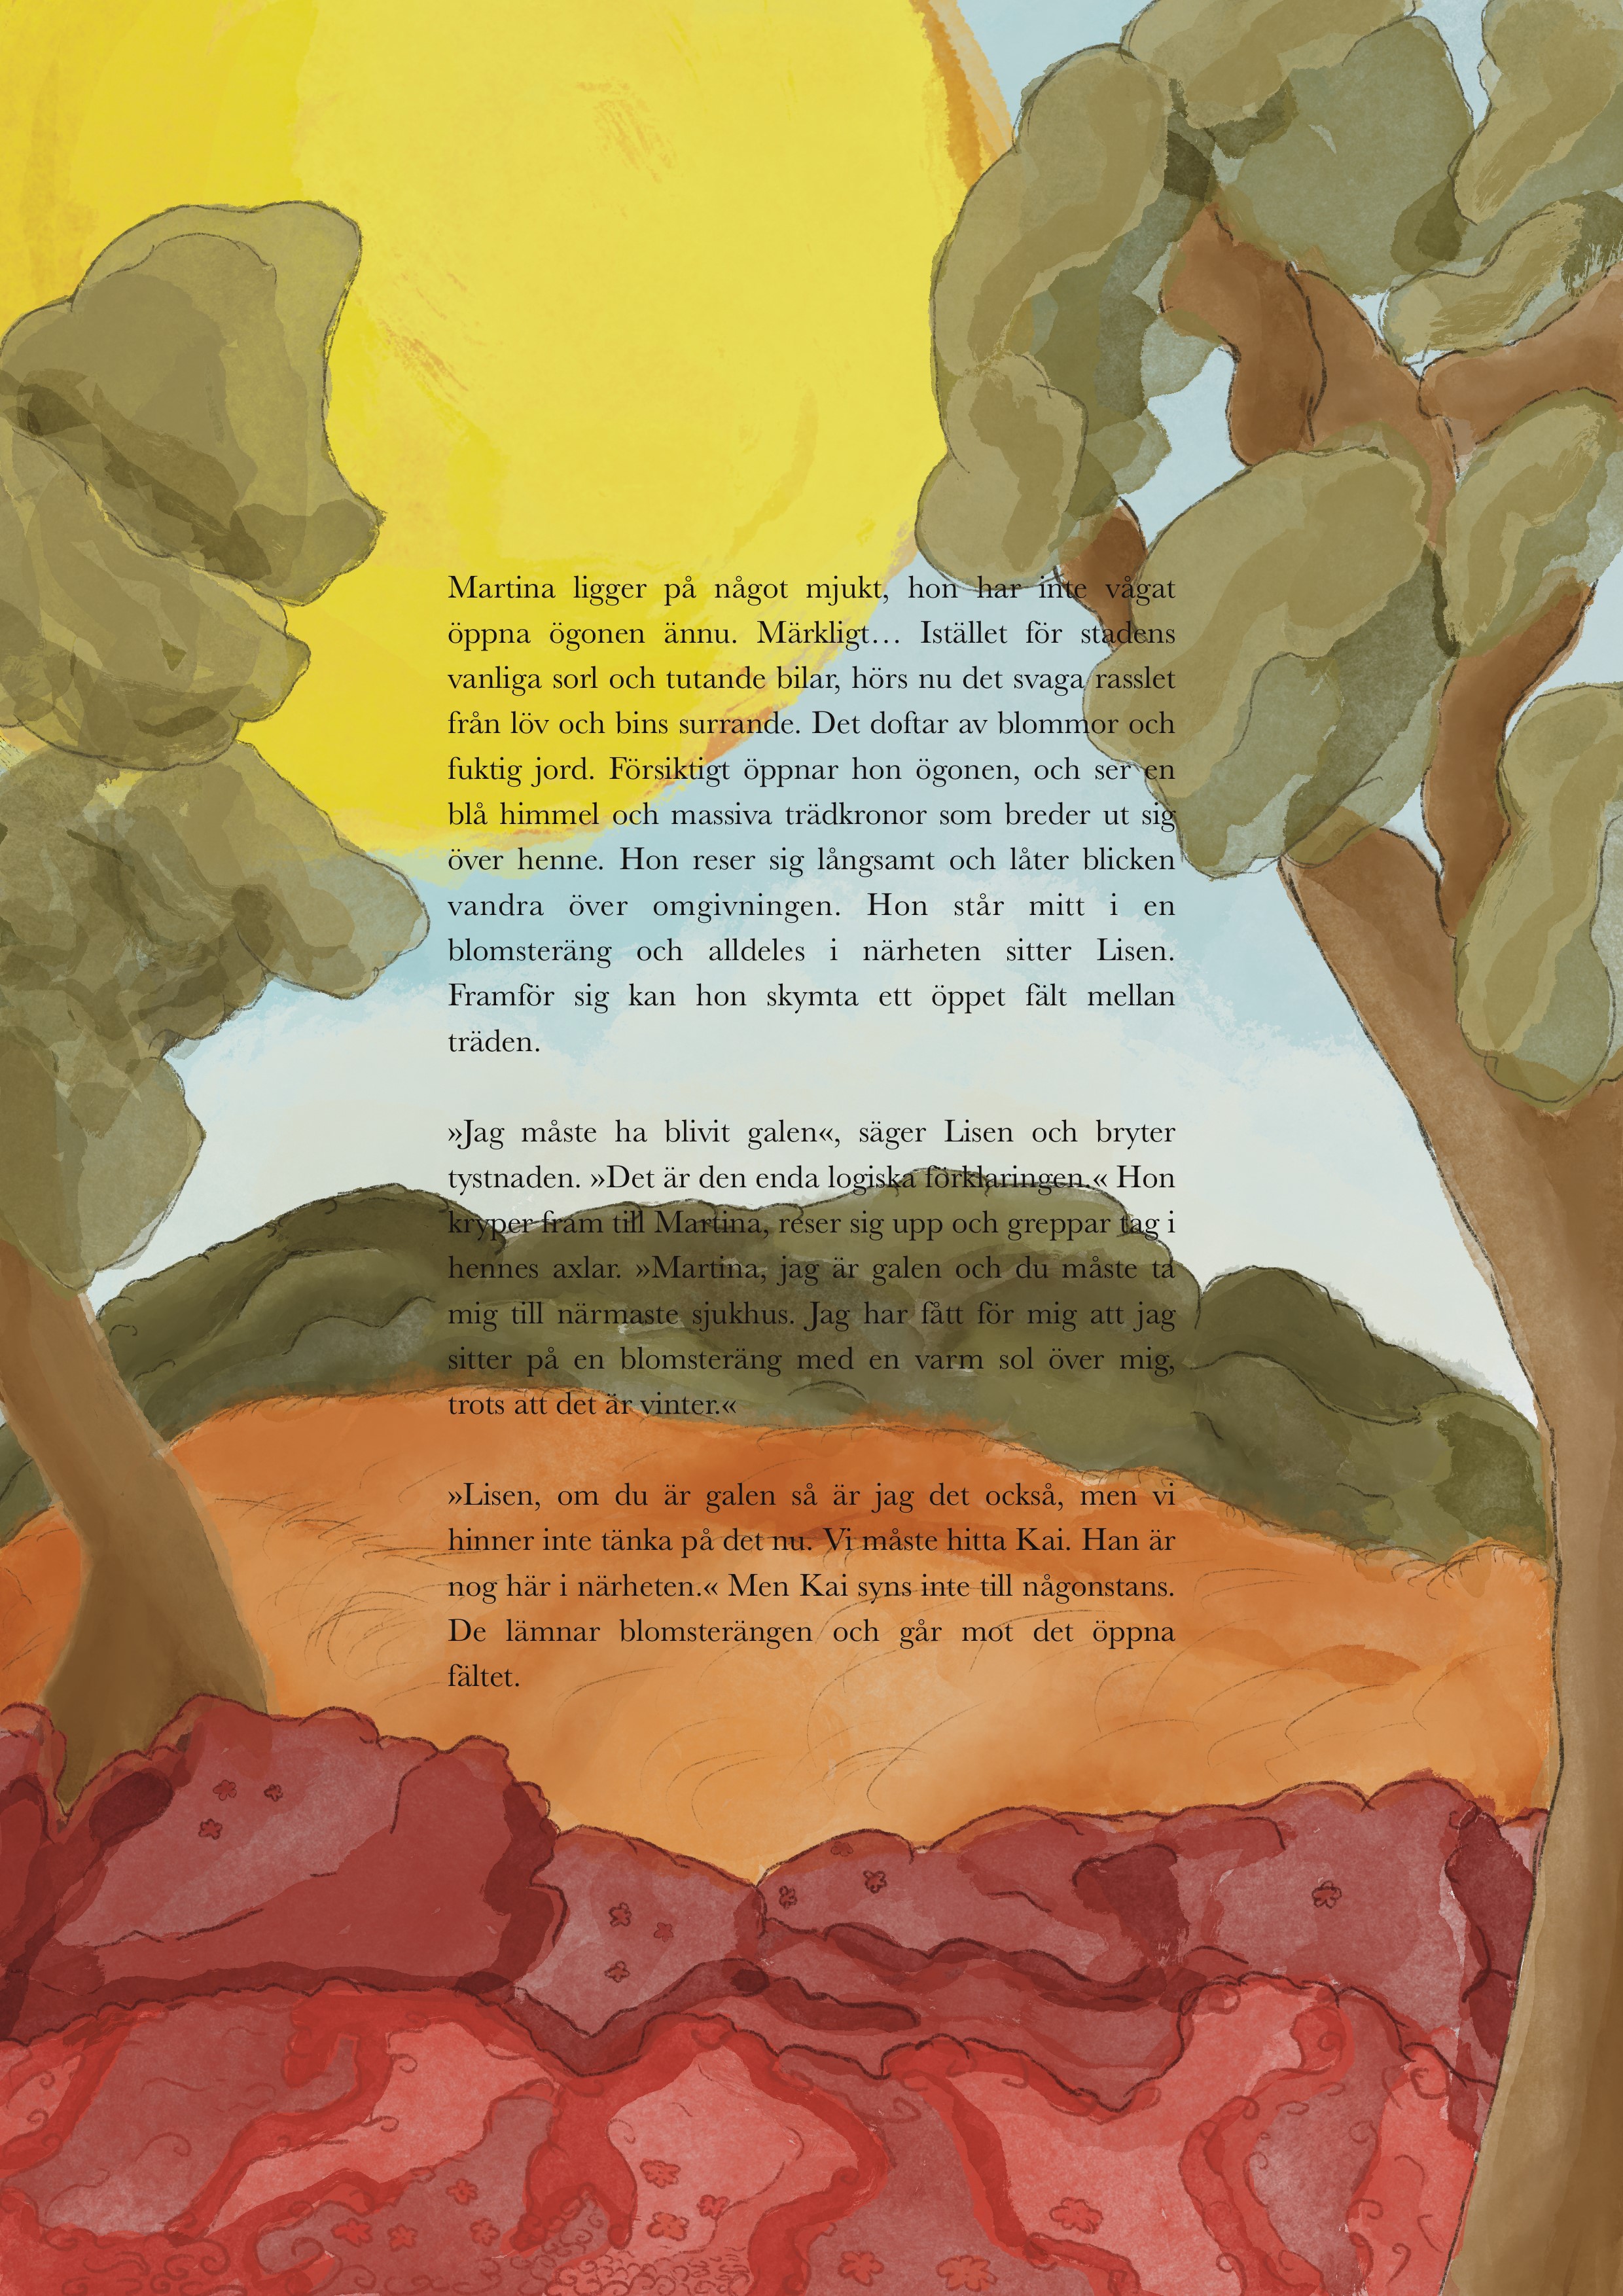 Martina ligger på något mjukt, hon har inte vågat
öppna ögonen ännu. Märkligt… Istället för stadens
vanliga sorl och tutande bilar, hörs nu det svaga rasslet
från löv och bins surrande. Det doftar av blommor och
fuktig jord. Försiktigt öppnar hon ögonen, och ser en
blå himmel och massiva trädkronor som breder ut sig
över henne. Hon reser sig långsamt och låter blicken
vandra över omgivningen. Hon står mitt i en
blomsteräng och alldeles i närheten sitter Lisen.
Framför sig kan hon skymta ett öppet fält mellan
träden.

»Jag måste ha blivit galen«, säger Lisen och bryter
tystnaden. »Det är den enda logiska förklaringen.« Hon
kryper fram till Martina, reser sig upp och greppar tag i
hennes axlar. »Martina, jag är galen och du måste ta
mig till närmaste sjukhus. Jag har fått för mig att jag
sitter på en blomsteräng med en varm sol över mig,
trots att det är vinter.«

»Lisen, om du är galen så är jag det också, men vi
hinner inte tänka på det nu. Vi måste hitta Kai. Han är
nog här i närheten.« Men Kai syns inte till någonstans.
De lämnar blomsterängen och går mot det öppna
fältet.